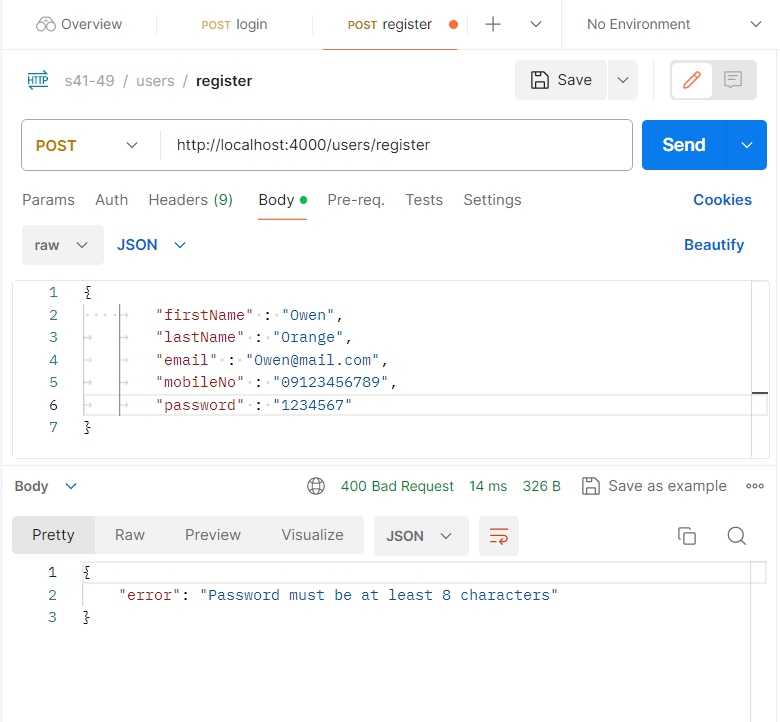 Overview POST login POST register No Environment
HTTP s41-49 / users / register Save
POST http://localhost:4000/users/register Send
Params Auth Headers (9) Body Pre-req. Tests Settings Cookies
raw JSON Beautify
1 {
2 "firstName" : "Owen",
3 "lastName" : "Orange",
4 "email" : "Owen@mail.com",
5 "mobileNo" : "09123456789",
6 "password" : "1234567"
7 }
Body 400 Bad Request 14 ms 326 B Save as example
Pretty Raw Preview Visualize JSON
1 {
2 "error": "Password must be at least 8 characters"
3 }